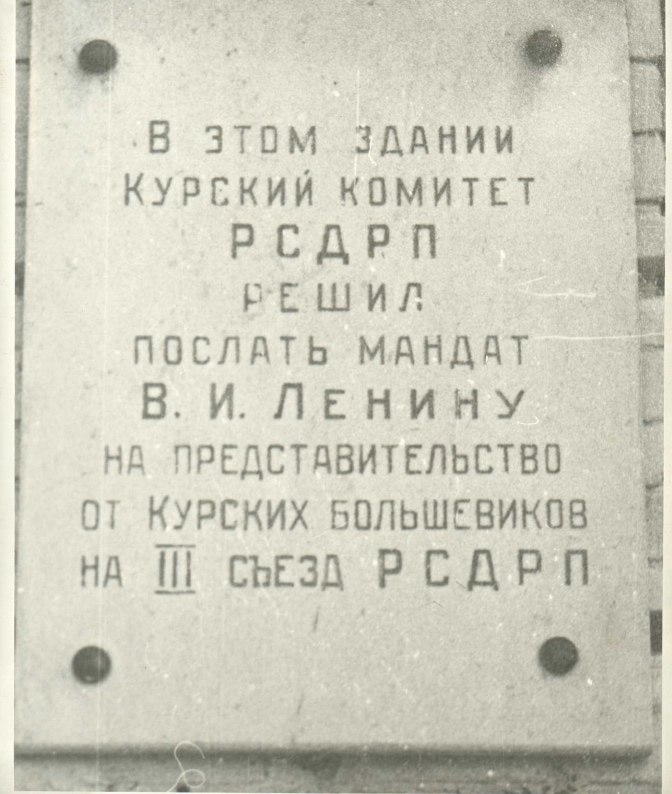 В ЭТОМ ЗДАНИИ
КУРСКИЙ КОМИТЕТ
РСДРП
РЕШИЛ
ПОСЛАТЬ МАНДАТ
В. И. ЛЕНИНУ
НА ПРЕДСТАВИТЕЛЬСТВО
ОТ КУРСКИХ БОЛЬШЕВИКОВ
НА III СЪЕЗД РСДРП